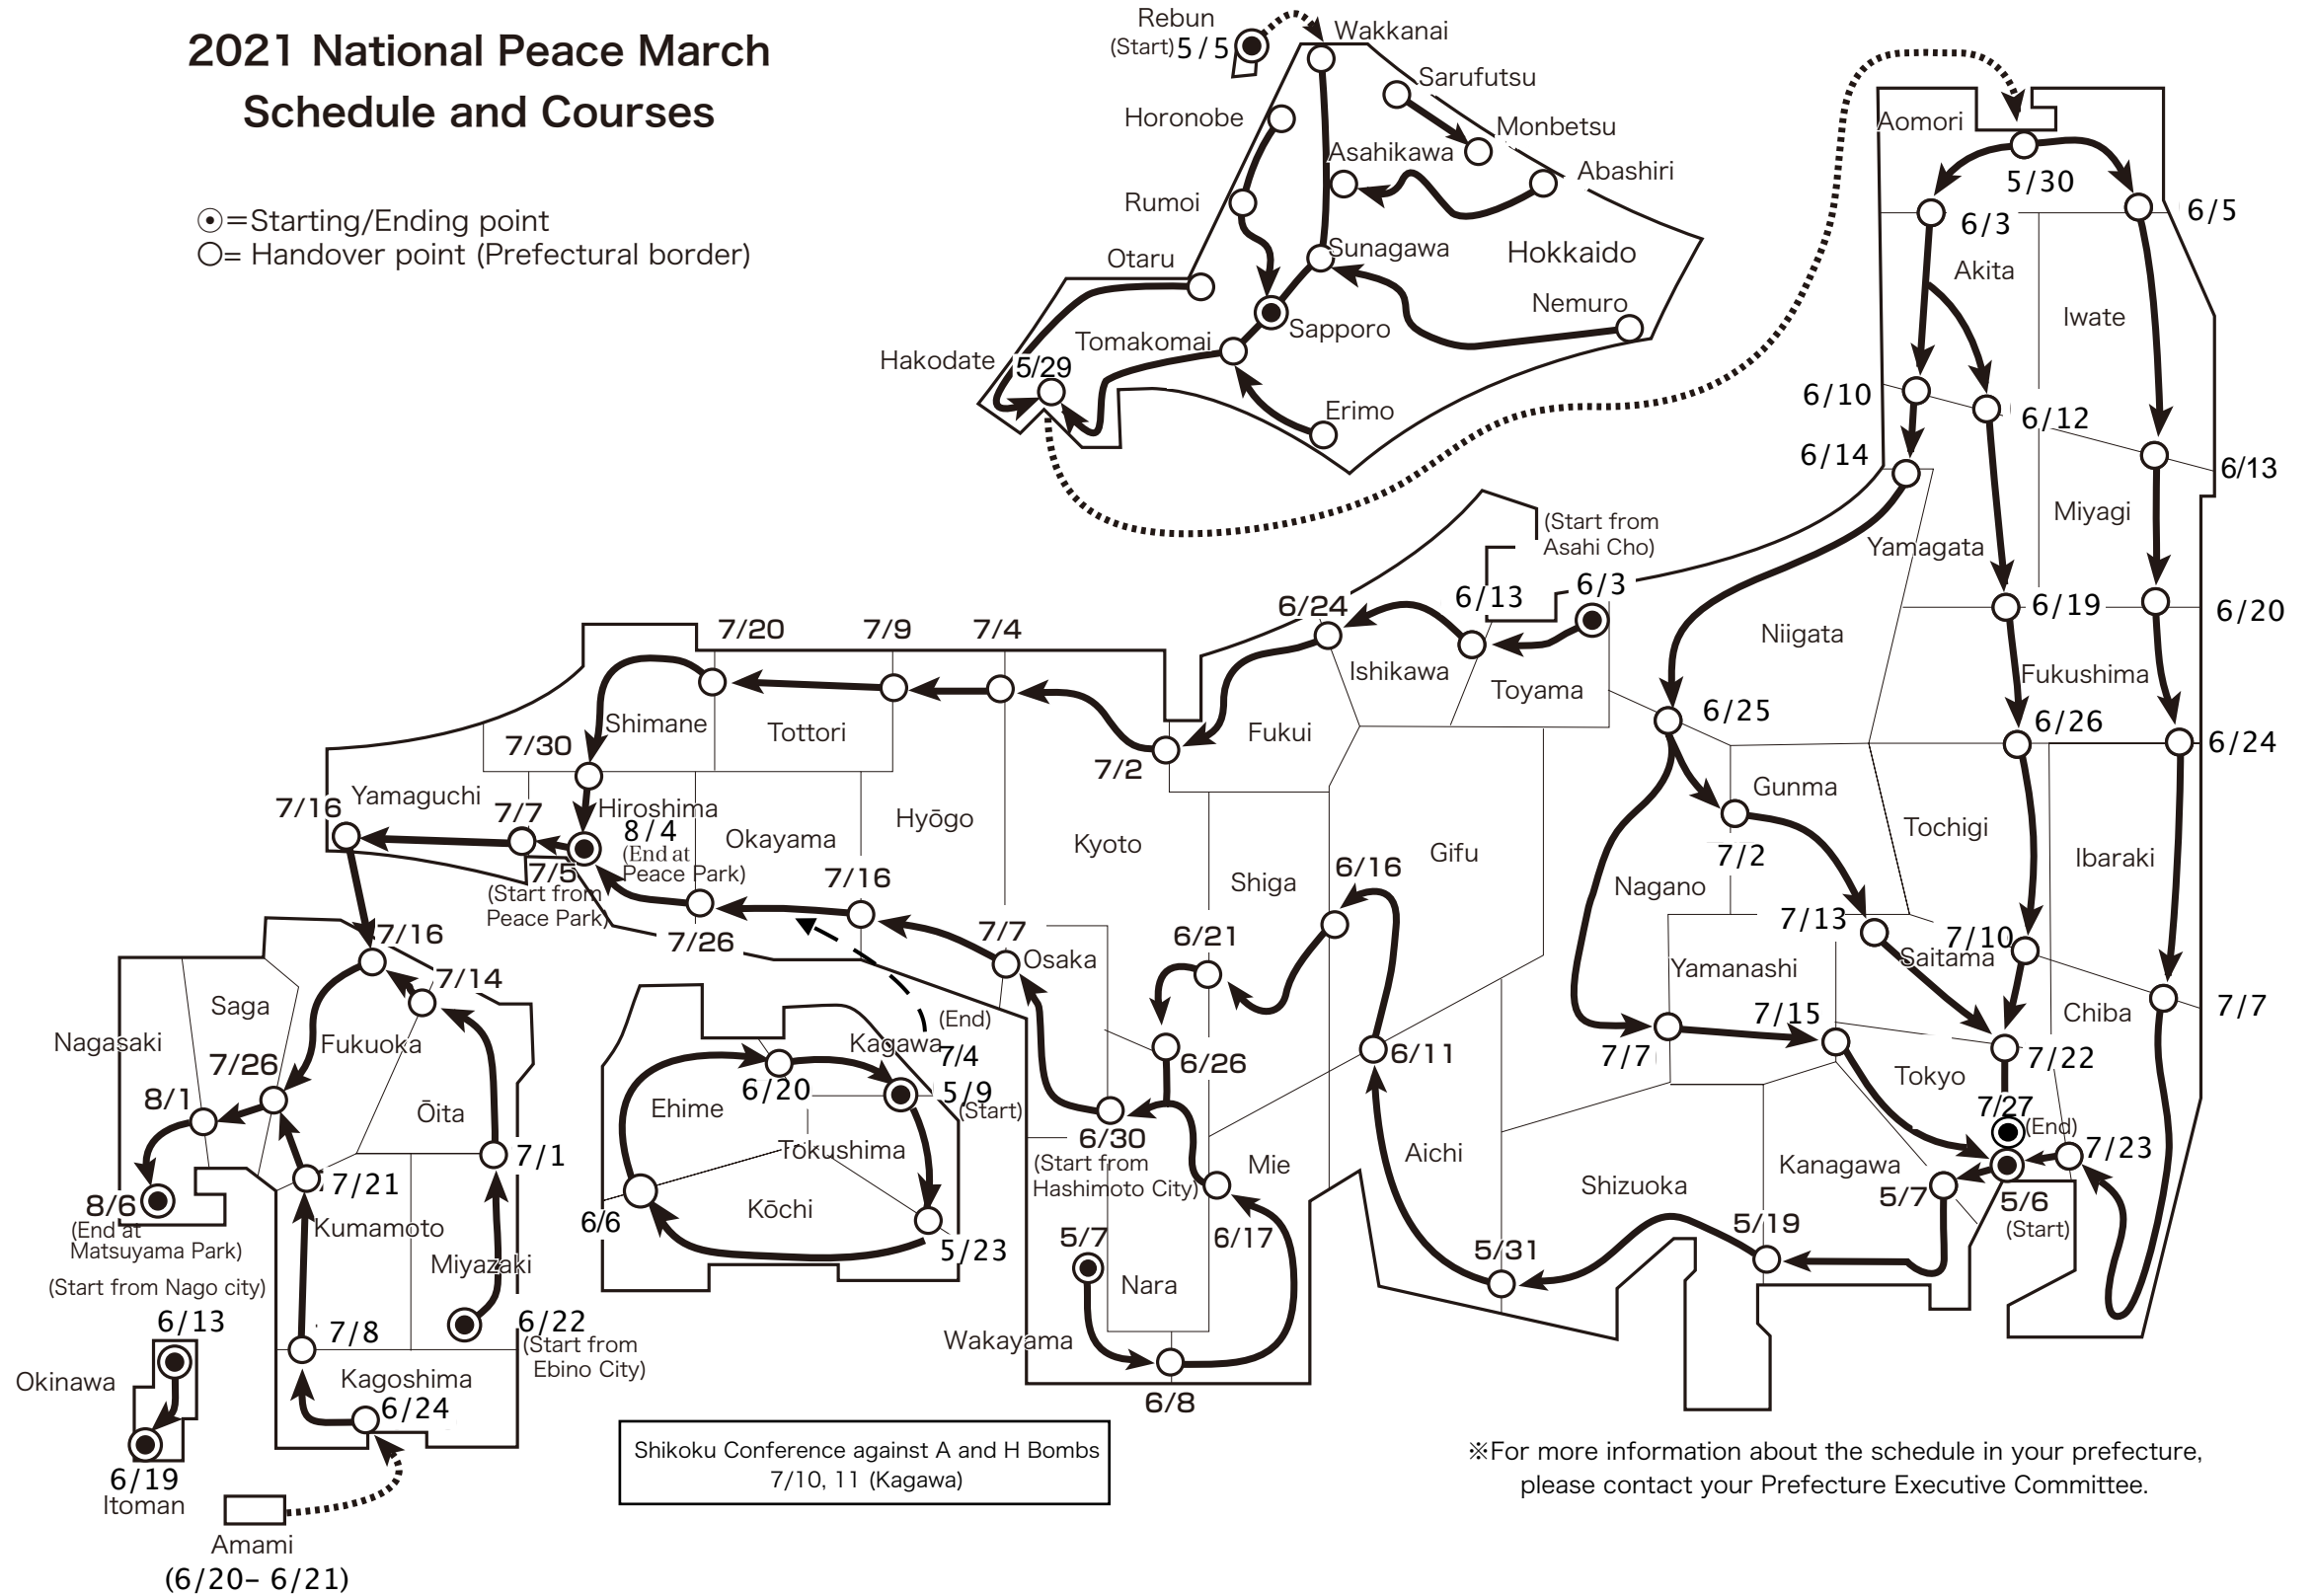 2021 National Peace March
Schedule and Courses
◉=Starting/Ending point
○= Handover point (Prefectural border)
Rebun
(Start) 5/5
Wakkanai
Sarufutsu
Horonobe
Monbetsu
Asahikawa
Abashiri
Rumoi
Sunagawa
Hokkaido
Otaru
Nemuro
Sapporo
Tomakomai
Hakodate
5/29
Erimo
Aomori
5/30
6/3
6/5
Akita
Iwate
6/10
6/12
6/14
6/13
Miyagi
Yamagata
6/19
6/20
Niigata
Fukushima
6/25
6/26
6/24
(Start from
Asahi Cho)
6/3
6/13
6/24
Ishikawa
Toyama
Fukui
7/20
7/9
7/4
7/2
Shimane
Tottori
7/30
Yamaguchi
7/16
7/7
Hiroshima
8/4
(End at
Peace Park)
7/5
(Start from
Peace Park)
Okayama
Hyōgo
Kyoto
7/16
7/26
7/7
Osaka
Shiga
Gifu
6/16
6/21
6/26
6/11
Gunma
Tochigi
Ibaraki
7/2
Nagano
7/13
7/10
Saitama
Yamanashi
7/15
7/7
Chiba
7/7
7/22
Tokyo
7/27
(End)
7/23
Kanagawa
5/7
5/6
(Start)
Shizuoka
5/19
5/31
Aichi
Mie
6/30
(Start from
Hashimoto City)
6/17
5/7
Nara
Wakayama
6/8
7/16
7/14
Saga
Nagasaki
Fukuoka
7/26
8/1
Ōita
7/1
8/6
(End at
Matsuyama Park)
7/21
Kumamoto
Miyazaki
(Start from Nago city)
6/13
7/8
6/22
(Start from
Ebino City)
Okinawa
Kagoshima
6/24
6/19
Itoman
Amami
(6/20– 6/21)
(End)
Kagawa
7/4
5/9
(Start)
6/20
Ehime
Tokushima
Kōchi
6/6
5/23
Shikoku Conference against A and H Bombs
7/10, 11 (Kagawa)
※For more information about the schedule in your prefecture,
please contact your Prefecture Executive Committee.